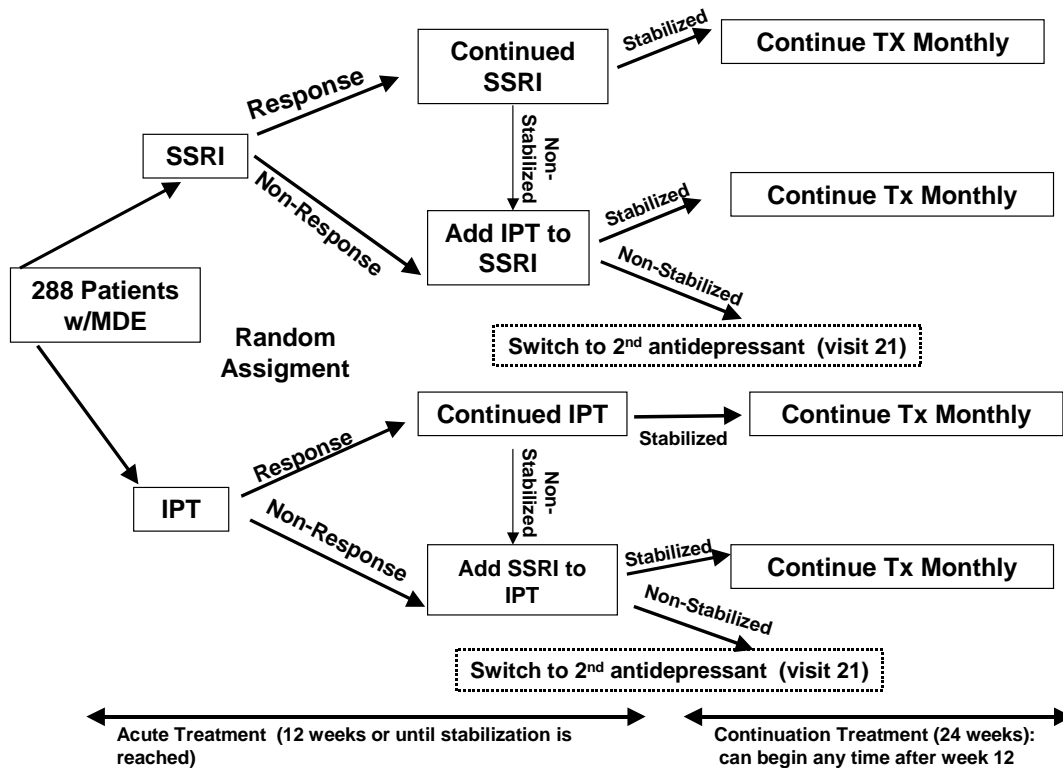 Continued
SSRI
Stabilized
Continue TX Monthly
Response
SSRI
Non-
Stabilized
Non-Response
Add IPT to
SSRI
Stabilized
Continue Tx Monthly
Non-Stabilized
288 Patients
w/MDE
Random
Assigment
Switch to 2nd antidepressant (visit 21)
Continued IPT
Stabilized
Continue Tx Monthly
Response
IPT
Non-
Stabilized
Non-Response
Add SSRI to
IPT
Stabilized
Continue Tx Monthly
Non-Stabilized
Switch to 2nd antidepressant (visit 21)
Acute Treatment (12 weeks or until stabilization is
reached)
Continuation Treatment (24 weeks):
can begin any time after week 12